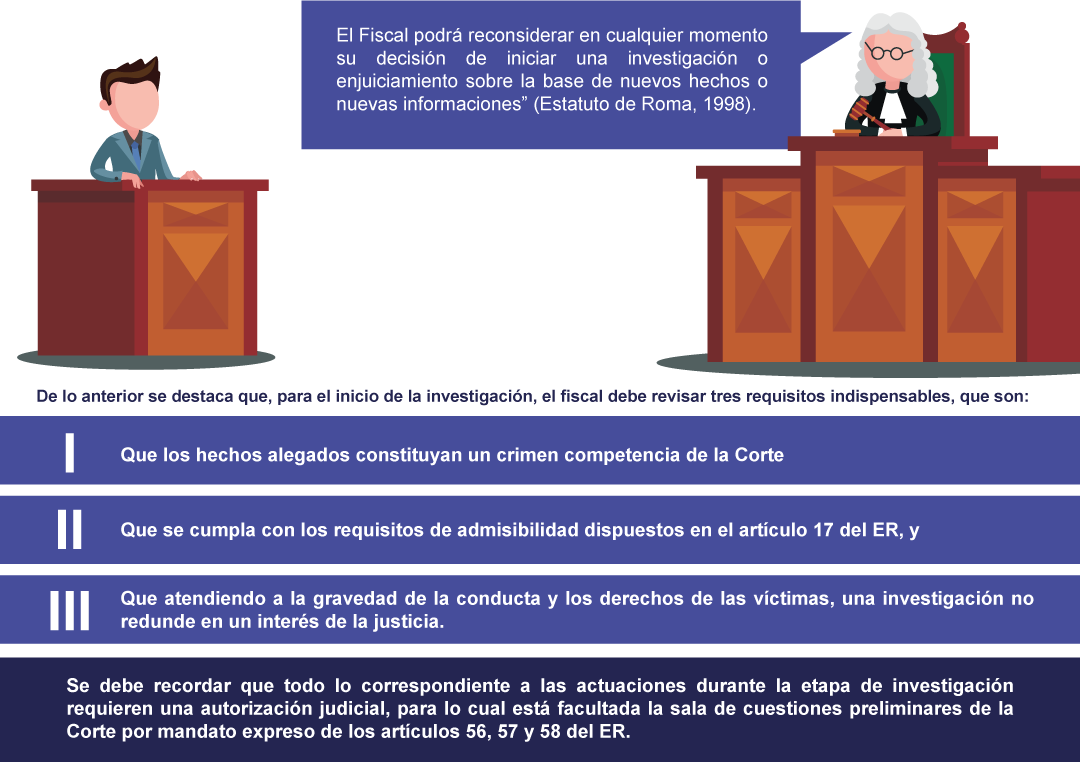 El Fiscal podrá reconsiderar en cualquier momento
su decisión de iniciar una investigación o
enjuiciamiento sobre la base de nuevos hechos o
nuevas informaciones” (Estatuto de Roma, 1998).
De lo anterior se destaca que, para el inicio de la investigación, el fiscal debe revisar tres requisitos indispensables, que son:
I Que los hechos alegados constituyan un crimen competencia de la Corte
II Que se cumpla con los requisitos de admisibilidad dispuestos en el artículo 17 del ER, y
III Que atendiendo a la gravedad de la conducta y los derechos de las víctimas, una investigación no
redunde en un interés de la justicia.
Se debe recordar que todo lo correspondiente a las actuaciones durante la etapa de investigación
requieren una autorización judicial, para lo cual está facultada la sala de cuestiones preliminares de la
Corte por mandato expreso de los artículos 56, 57 y 58 del ER.